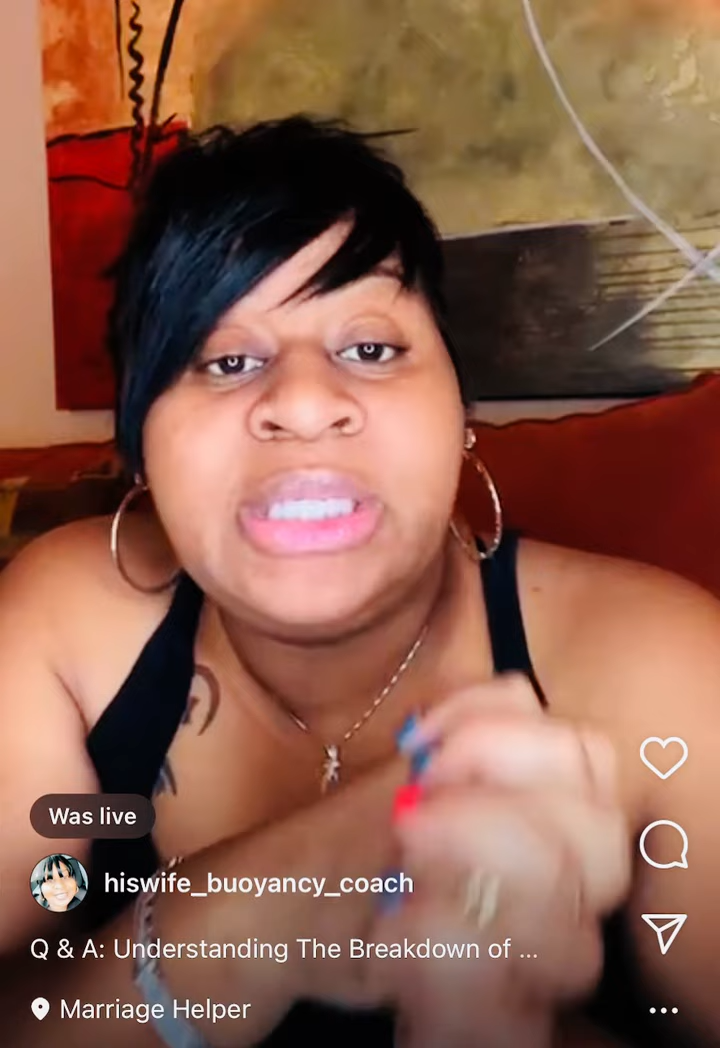 Was live
hiswife_buoyancy_coach
Q & A: Understanding The Breakdown of ...
Marriage Helper